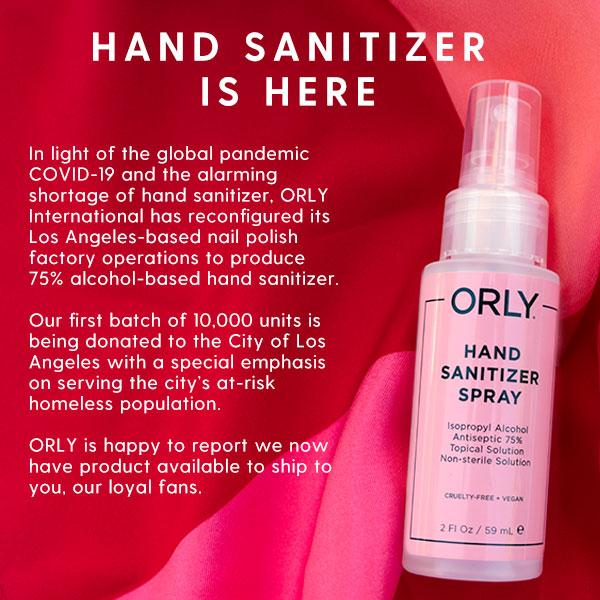 HAND SANITIZER
IS HERE
In light of the global pandemic
COVID-19 and the alarming
shortage of hand sanitizer, ORLY
International has reconfigured its
Los Angeles-based nail polish
factory operations to produce
75% alcohol-based hand sanitizer.
Our first batch of 10,000 units is
being donated to the City of Los
Angeles with a special emphasis
on serving the city's at-risk
homeless population.
ORLY is happy to report we now
have product available to ship to
you, our loyal fans.
ORLY
HAND
SANITIZER
SPRAY
Isopropyl Alcohol
Antiseptic 75%
Topical Solution
Non-sterile Solution
CRUELTY-FREE + VEGAN
2 Fl Oz / 59 mL ℮